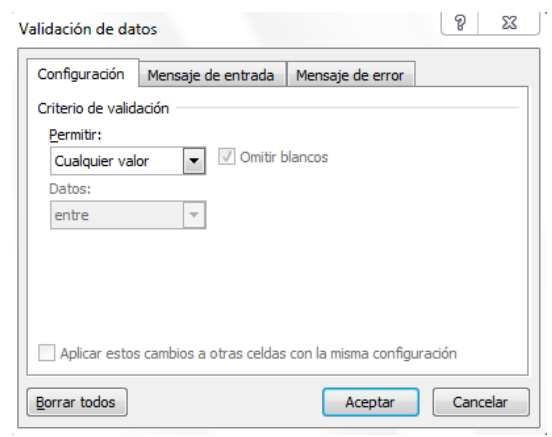 Validación de datos
Configuración Mensaje de entrada Mensaje de error
Criterio de validación
Permitir:
Cualquier valor Omitir blancos
Datos:
entre
Aplicar estos cambios a otras celdas con la misma configuración
Borrar todos Aceptar Cancelar